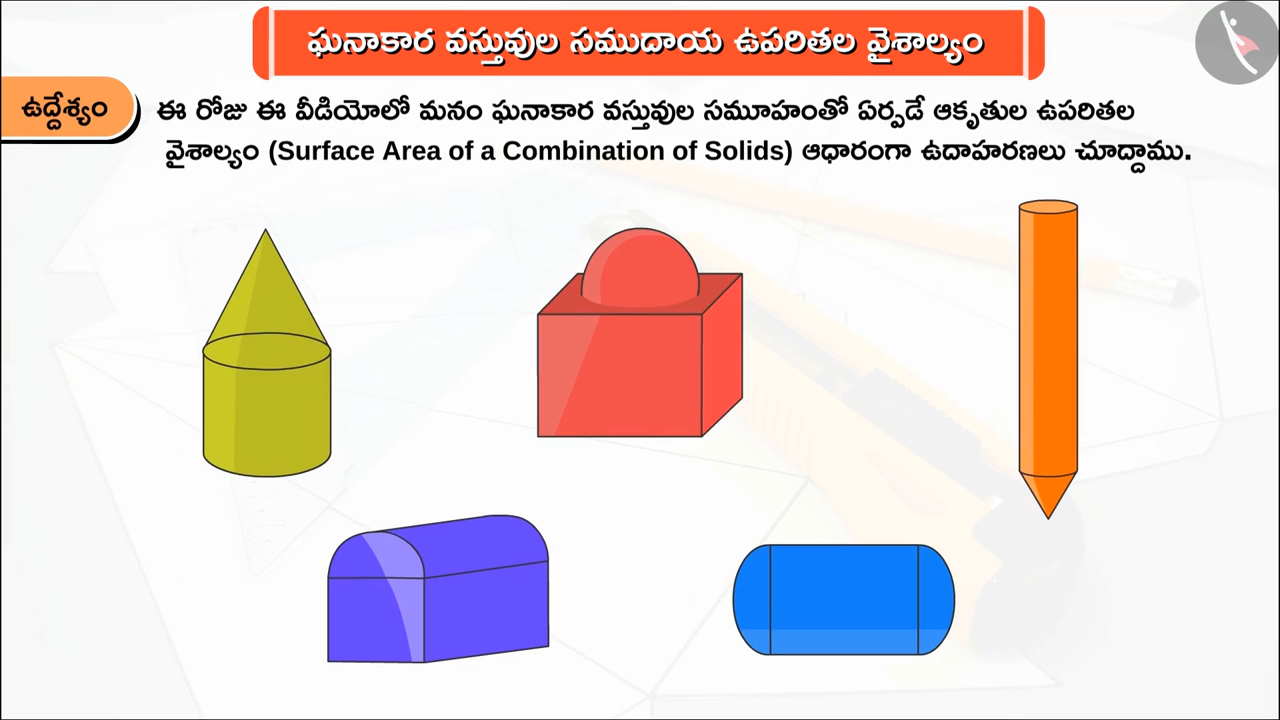 ఘనాకార వస్తువుల సముదాయ ఉపరితల వైశాల్యం
ఉద్దేశ్యం
ఈ రోజు ఈ వీడియోలో మనం ఘనాకార వస్తువుల సమూహంతో ఏర్పడే ఆకృతుల ఉపరితల
వైశాల్యం (Surface Area of a Combination of Solids) ఆధారంగా ఉదాహరణలు చూద్దాము.